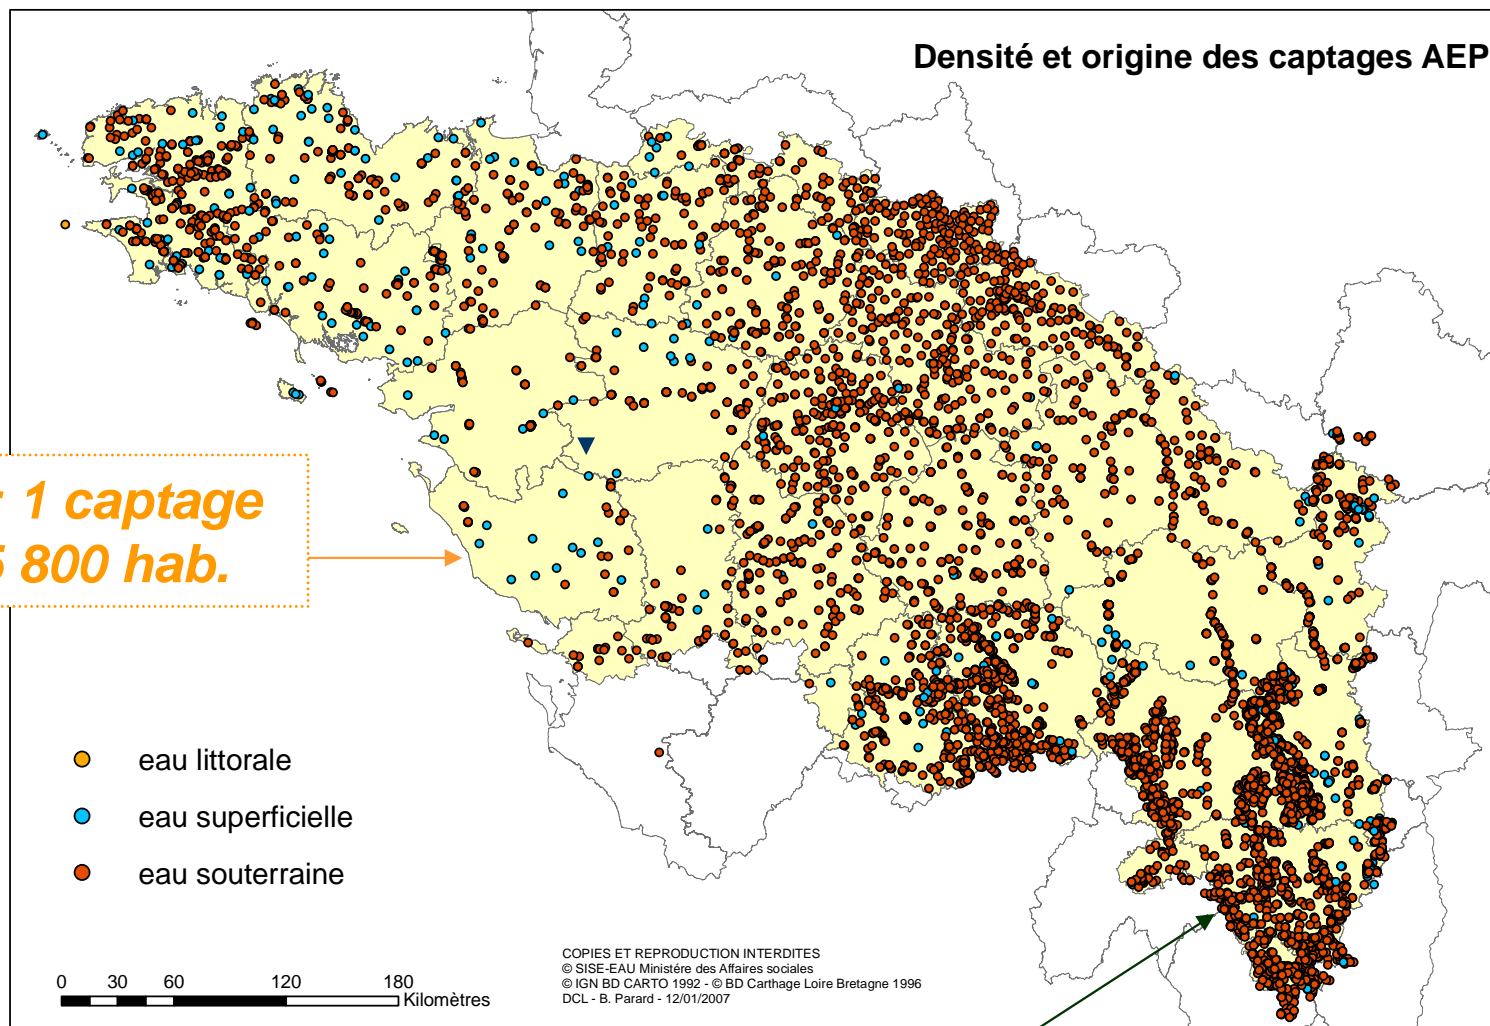 Densité et origine des captages AEP
: 1 captage
800 hab.
eau littorale
eau superficielle
eau souterraine
0 30 60 120 180
Kilomètres
COPIES ET REPRODUCTION INTERDITES
© SISE-EAU Ministère des Affaires sociales
© IGN BD CARTO 1992 - © BD Carthage Loire Bretagne 1996
DCL - B. Parard - 12/01/2007